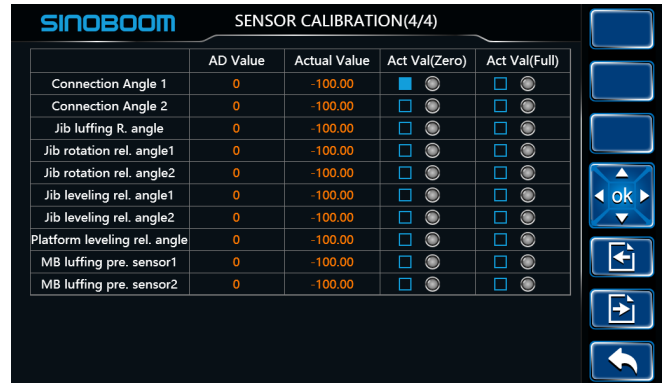 SINOBOOM SENSOR CALIBRATION(4/4)
AD Value Actual Value Act Val(Zero) Act Val(Full)
Connection Angle 1 0 -100.00
Connection Angle 2 0 -100.00
Jib luffing R. angle 0 -100.00
Jib rotation rel. angle1 0 -100.00
Jib rotation rel. angle2 0 -100.00
Jib leveling rel. angle1 0 -100.00
Jib leveling rel. angle2 0 -100.00
Platform leveling rel. angle 0 -100.00
MB luffing pre. sensor1 0 -100.00
MB luffing pre. sensor2 0 -100.00
ok